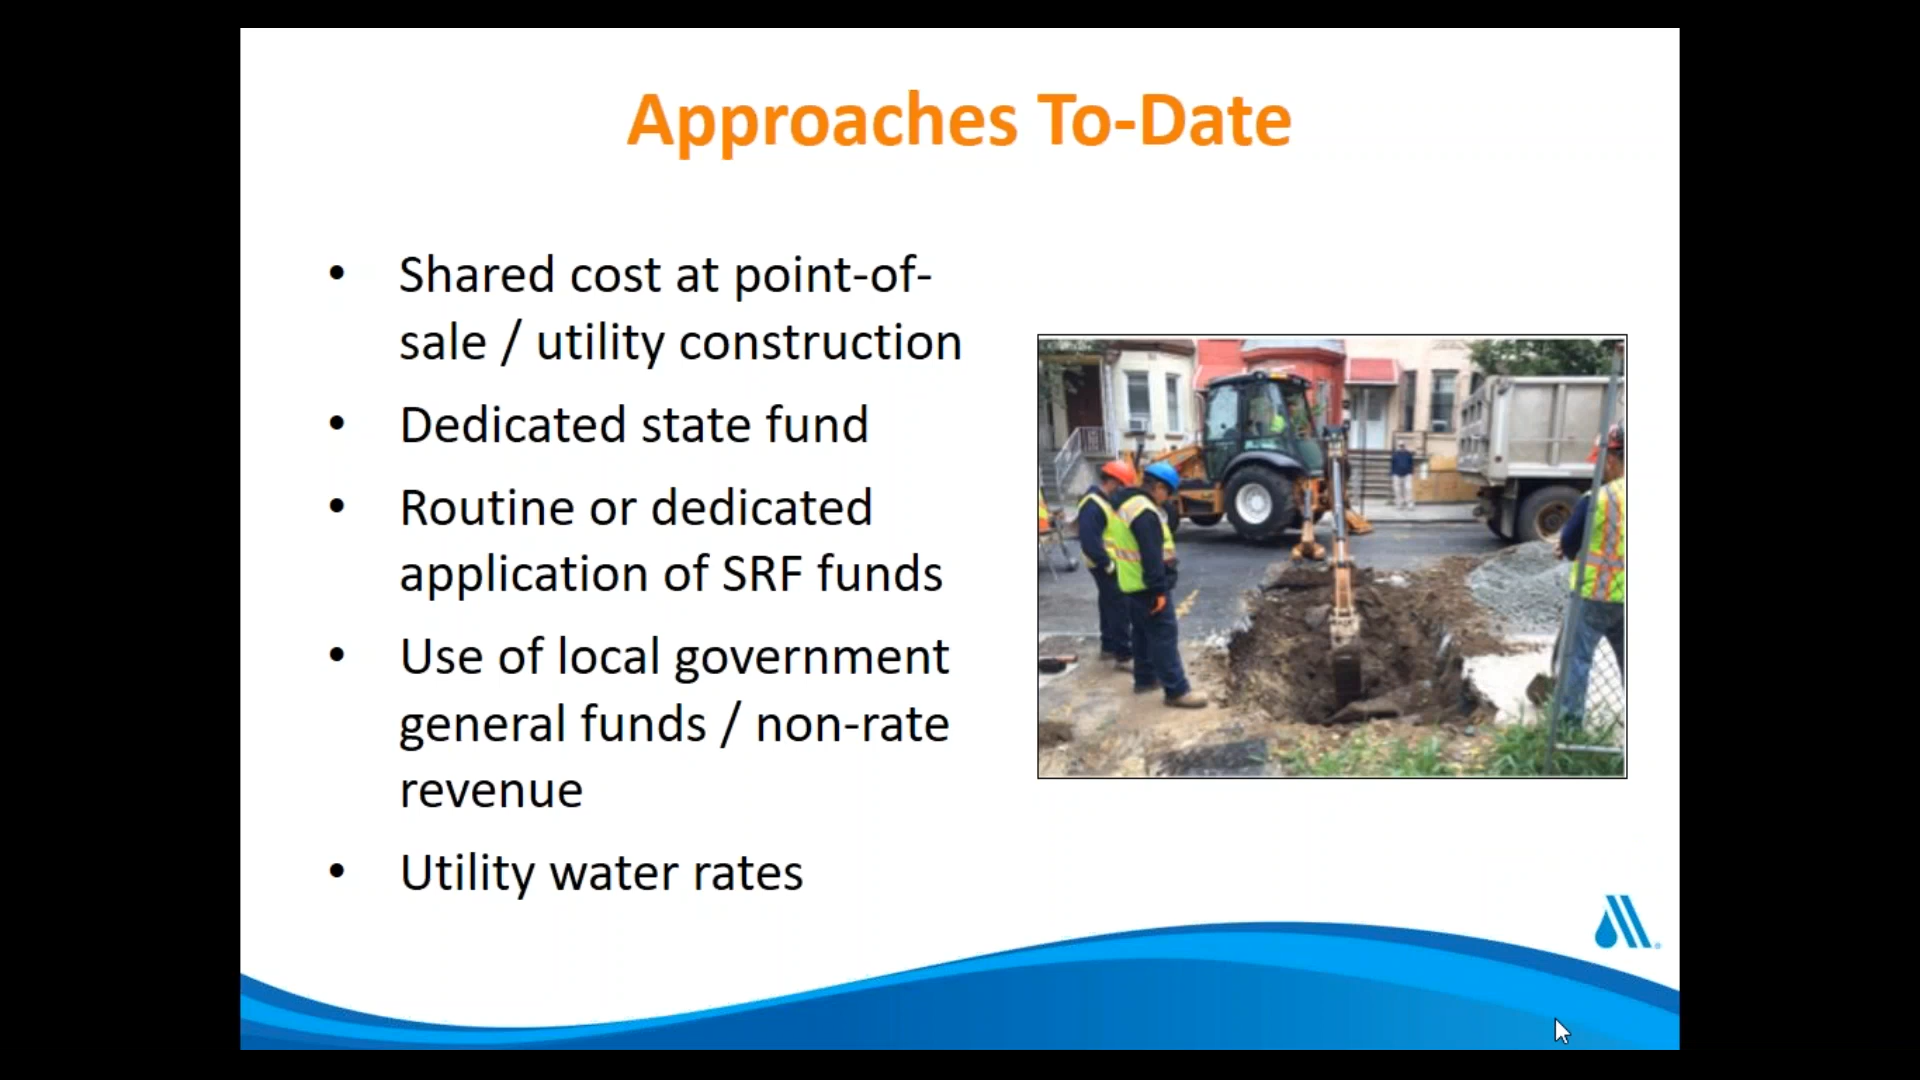 Approaches To-Date
• Shared cost at point-of-
sale / utility construction
• Dedicated state fund
• Routine or dedicated
application of SRF funds
• Use of local government
general funds / non-rate
revenue
• Utility water rates